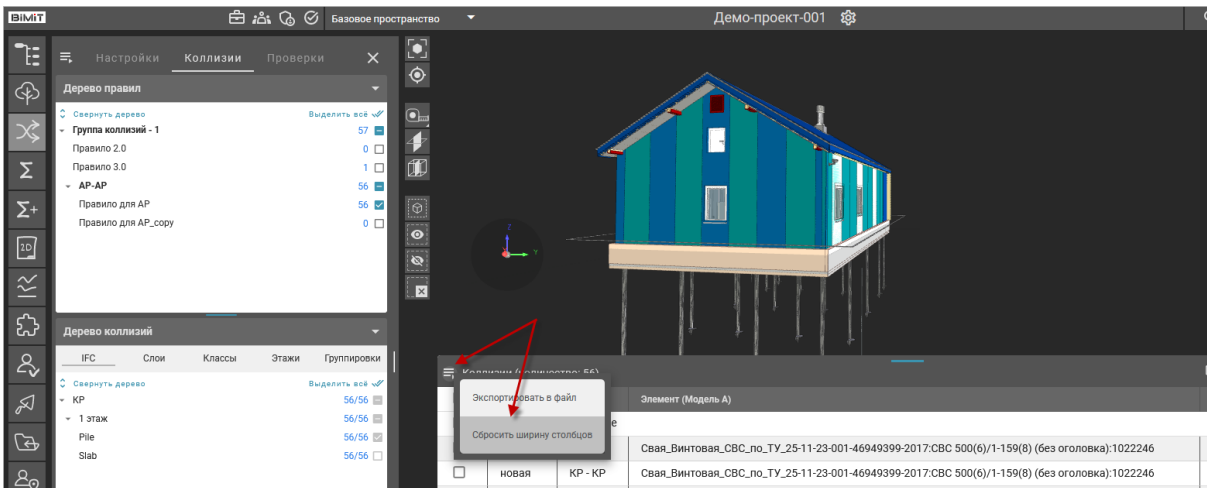 BIMIT
Базовое пространство
Демо-проект-001
Настройки Коллизии Проверки
Дерево правил
Свернуть дерево Выделить всё
Группа коллизий - 1 57
Правило 2.0 0
Правило 3.0 1
АР-АР 56
Правило для АР 56
Правило для АР_copy 0
Дерево коллизий
IFC Слои Классы Этажи Группировки
Свернуть дерево Выделить всё
КР 56/56
1 этаж 56/56
Pile 56/56
Slab 56/56
Σ
Σ+
2D
Z
Y
Коллизии (количество: 56)
Экспортировать в файл
Сбросить ширину столбцов
Элемент (Модель А)
е
Свая_Винтовая_СВС_по_ТУ_25-11-23-001-46949399-2017:СВС 500(6)/1-159(8) (без оголовка):1022246
новая КР - КР Свая_Винтовая_СВС_по_ТУ_25-11-23-001-46949399-2017:СВС 500(6)/1-159(8) (без оголовка):1022246